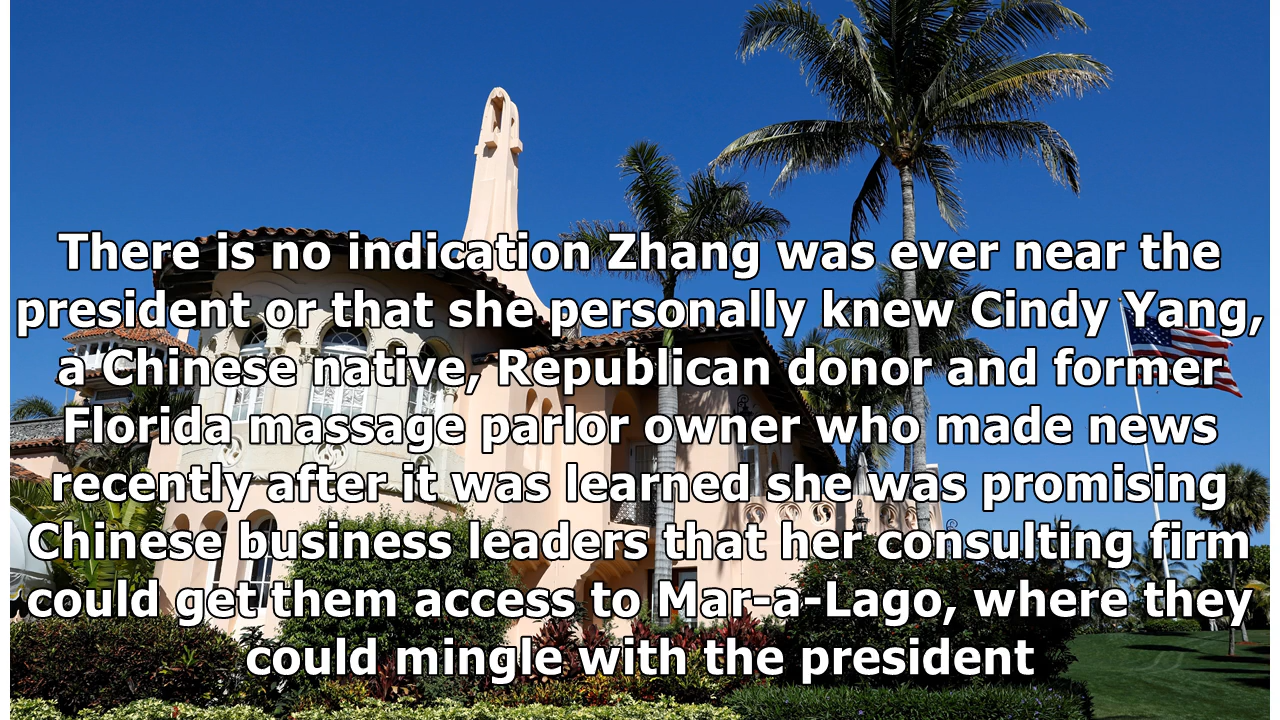 There is no indication Zhang was ever near the
president or that she personally knew Cindy Yang,
a Chinese native, Republican donor and former
Florida massage parlor owner who made news
recently after it was learned she was promising
Chinese business leaders that her consulting firm
could get them access to Mar-a-Lago, where they
could mingle with the president